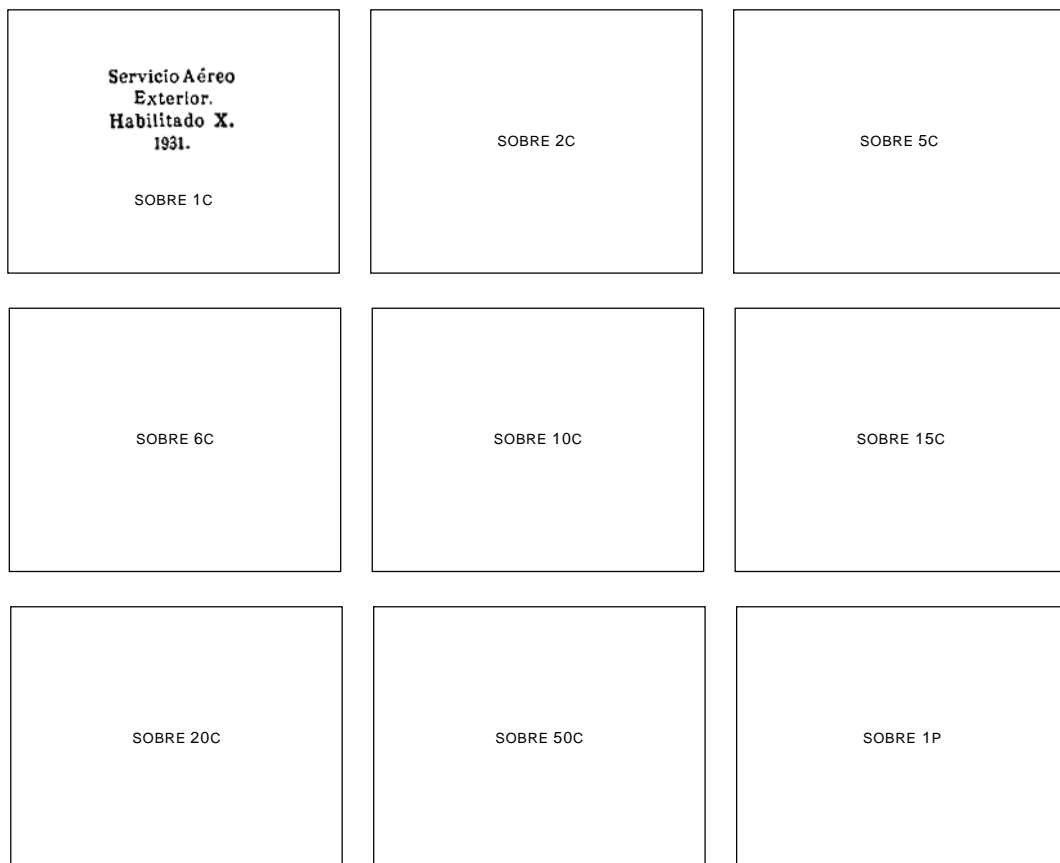 Servicio Aéreo
Exterior.
Habilitado X.
1931.
SOBRE 1C
SOBRE 2C
SOBRE 5C
SOBRE 6C
SOBRE 10C
SOBRE 15C
SOBRE 20C
SOBRE 50C
SOBRE 1P